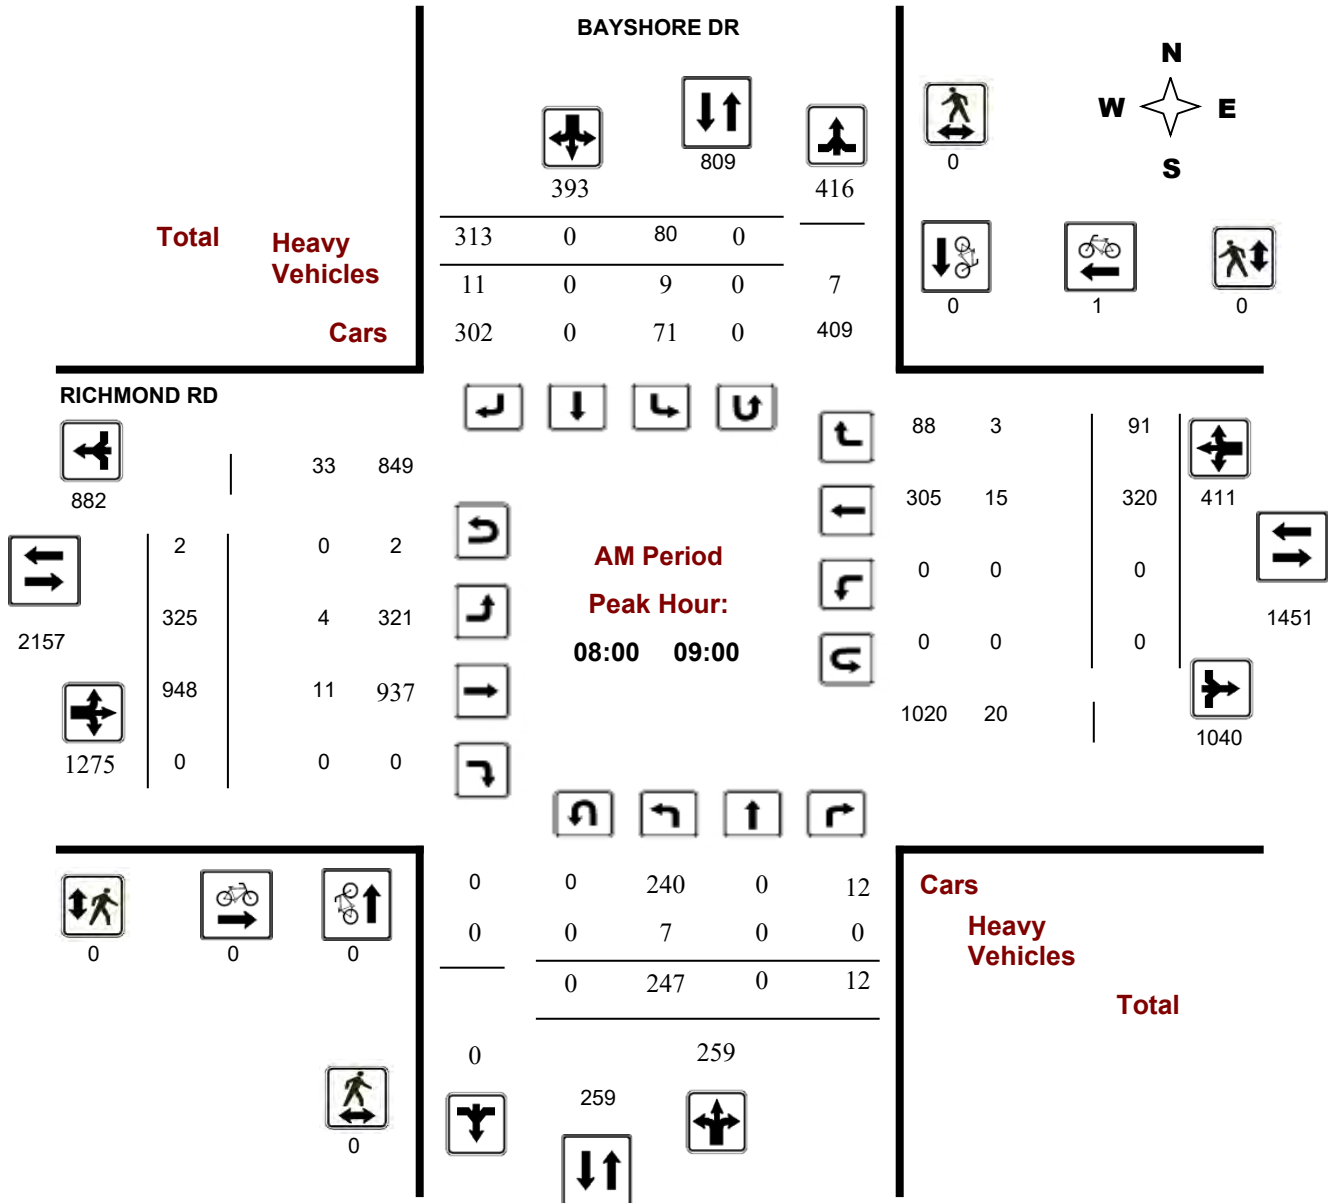 BAYSHORE DR
N
W E
S
809
393
416
0
Total
Heavy
Vehicles
Cars
313 0 80 0
11 0 9 0 7
302 0 71 0 409
0 1 0
RICHMOND RD
882
33 849
2 0 2
2157
325 4 321
948 11 937
1275 0 0 0
AM Period
Peak Hour:
08:00 09:00
88 3 91
305 15 320 411
0 0 0
1451
0 0 0
1020 20
1040
0 0 240 0 12
0 0 7 0 0
0 247 0 12
0 259
259
0 0 0
0
Cars
Heavy
Vehicles
Total